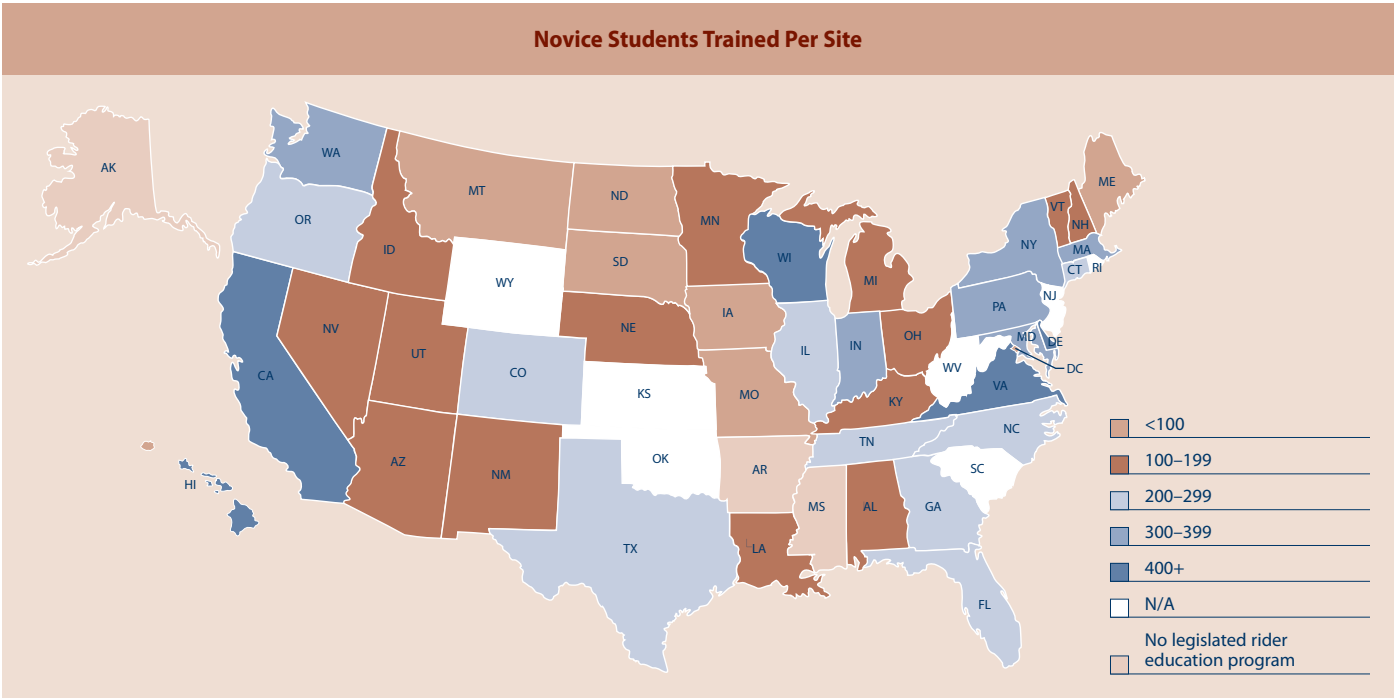 Novice Students Trained Per Site
AK
WA
MT
ND
MN
ME
VT
NH
OR
ID
SD
WI
NY
MA
WY
MI
CT
RI
NJ
IA
PA
NV
NE
OH
MD
DE
UT
IL
IN
DC
CO
WV
CA
KS
MO
KY
VA
<100
NC
TN
AZ
OK
100–199
NM
AR
SC
HI
MS
AL
GA
200–299
300–399
TX
LA
400+
FL
N/A
No legislated rider
education program